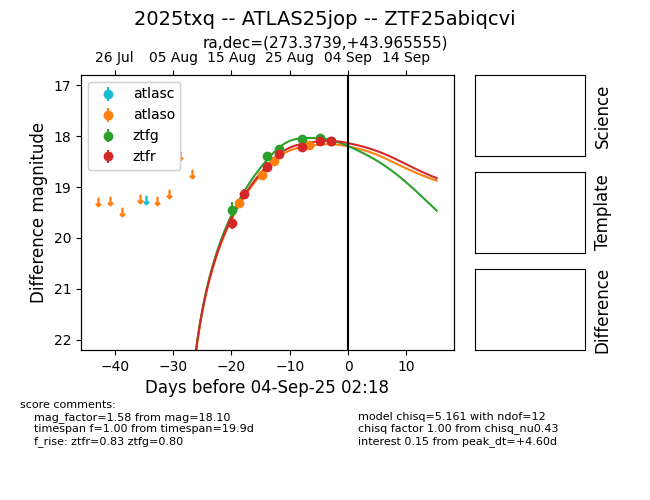 2025txq -- ATLAS25jop -- ZTF25abiqcvi
ra,dec=(273.3739,+43.965555)
26 Jul 05 Aug 15 Aug 25 Aug 04 Sep 14 Sep
atlasc
atlaso
ztfg
ztfr
17
18
19
20
21
22
Difference magnitude
−40 −30 −20 −10 0 10
Days before 04-Sep-25 02:18
Science
Template
Difference
score comments:
mag_factor=1.58 from mag=18.10
timespan f=1.00 from timespan=19.9d
f_rise: ztfr=0.83 ztfg=0.80
model chisq=5.161 with ndof=12
chisq factor 1.00 from chisq_nu0.43
interest 0.15 from peak_dt=+4.60d